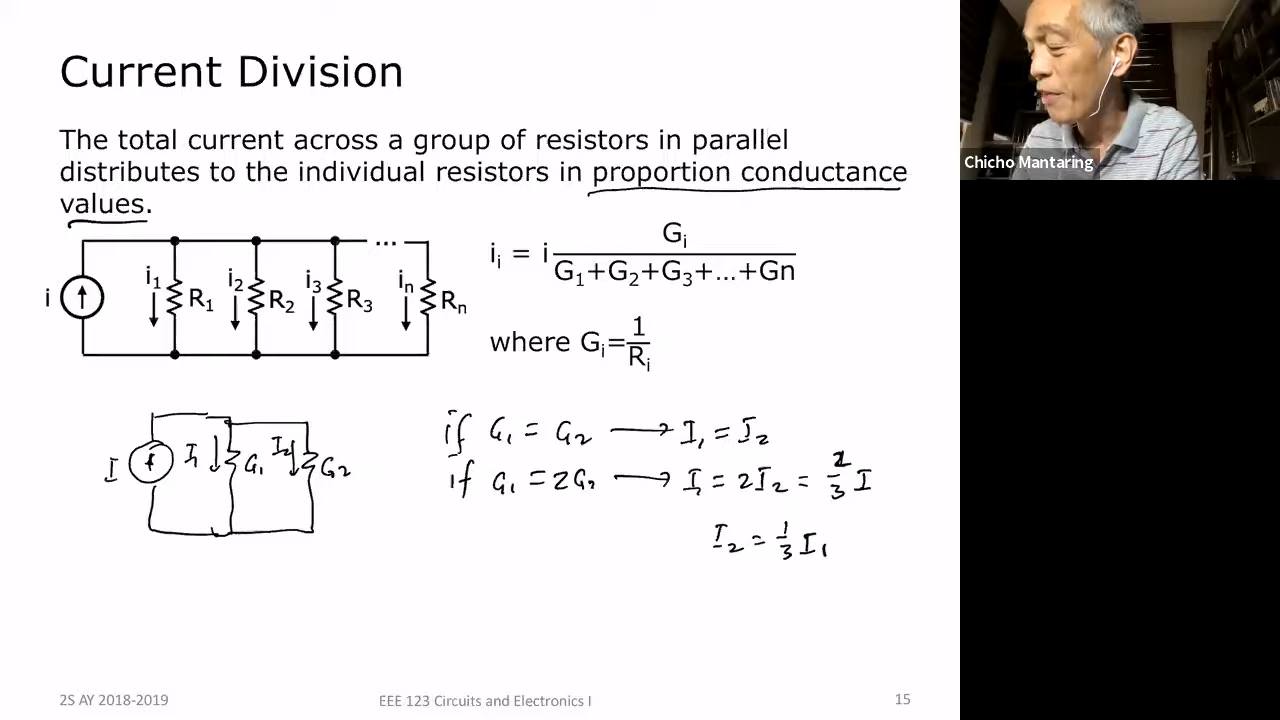 Current Division
Chicho Mantaring
The total current across a group of resistors in parallel
distributes to the individual resistors in proportion conductance
values.
i i₁ R₁ i₂ R₂ i₃ R₃ ... iₙ Rₙ
iᵢ = i Gᵢ / G₁+G₂+G₃+...+Gn
where Gᵢ = 1/Rᵢ
I I₁ G₁ I₂ G₂
if G₁ = G₂ → I₁ = I₂
if G₁ = 2G₂ → I₁ = 2I₂ = 2/3 I
I₂ = 1/3 I₁
2S AY 2018-2019 EEE 123 Circuits and Electronics I 15